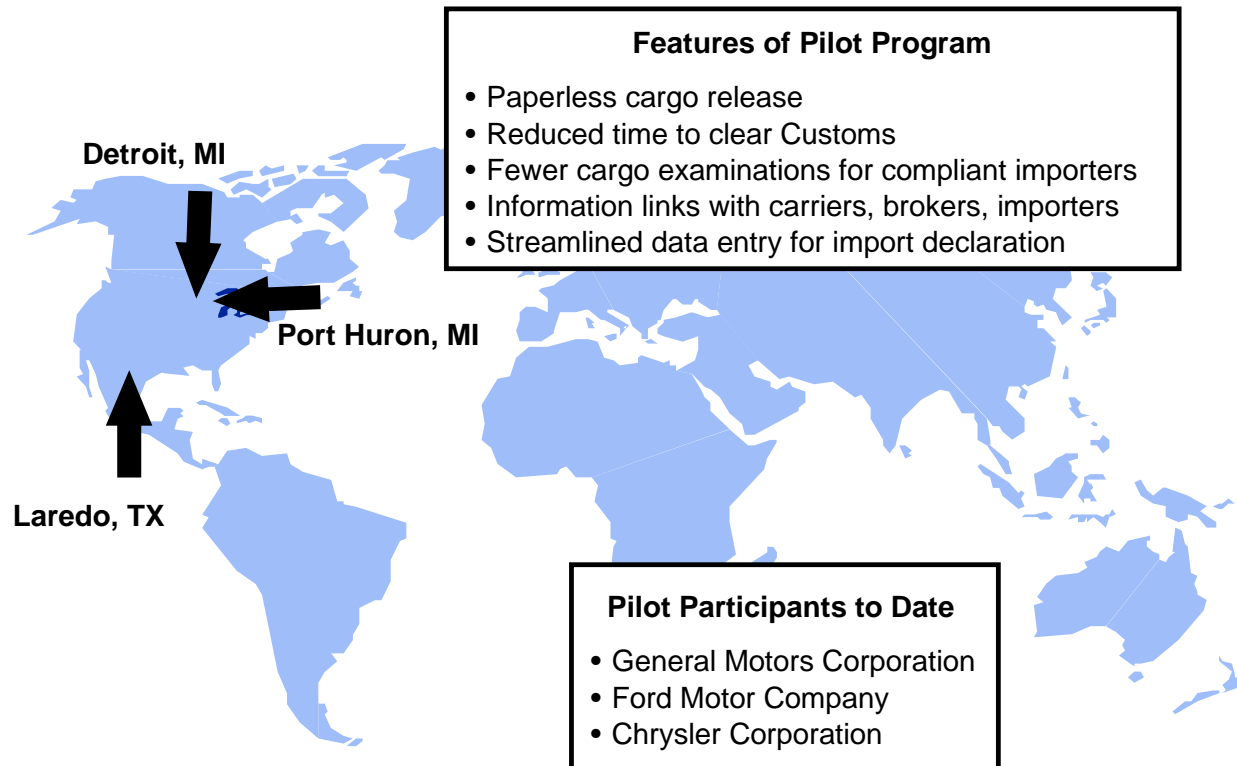 Features of Pilot Program
• Paperless cargo release
• Reduced time to clear Customs
• Fewer cargo examinations for compliant importers
• Information links with carriers, brokers, importers
• Streamlined data entry for import declaration
Detroit, MI
Port Huron, MI
Laredo, TX
Pilot Participants to Date
• General Motors Corporation
• Ford Motor Company
• Chrysler Corporation